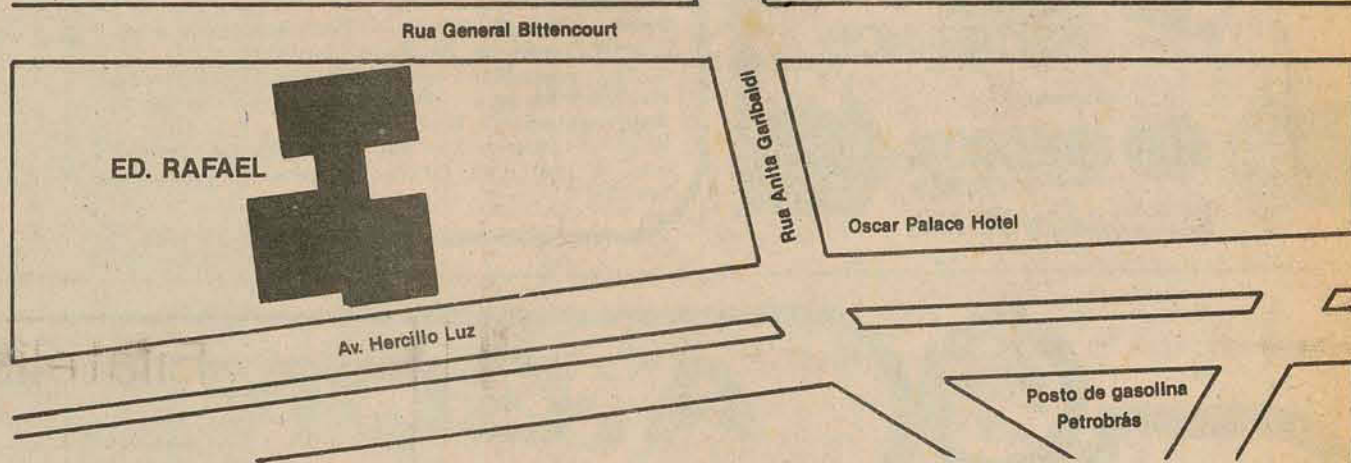 Rua General Bittencourt
ED. RAFAEL
Rua Anita Garibaldi
Oscar Palace Hotel
Av. Hercilio Luz
Posto de gasolina
Petrobrás